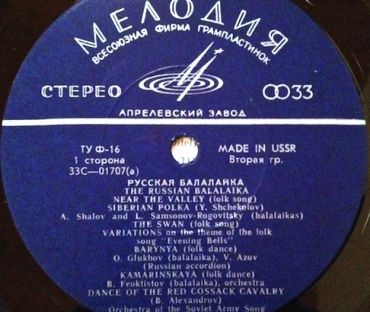 МЕЛОДИЯ
ВСЕСОЮЗНАЯ ФИРМА ГРАМПЛАСТИНОК
СТЕРЕО 33
АПРЕЛЕВСКИЙ ЗАВОД
ТУ Ф-16 MADE IN USSR
1 сторона Вторая гр.
33С—01707(а)
РУССКАЯ БАЛАЛАЙКА
THE RUSSIAN BALALAIKA
NEAR THE VALLEY (folk song)
SIBERIAN POLKA (Y. Shchekolov)
A. Shalov and L. Samsonov-Rogovitsky (balalaikas)
THE SWAN (folk song)
VARIATIONS on the theme of the folk
song "Evening Bells"
BARYNYA (folk dance)
O. Glukhov (balalaika), V. Azov
(Russian accordion)
KAMARINSKAYA (folk dance)
B. Feoktistov (balalaika), orchestra
DANCE OF THE RED COSSACK CAVALRY
(B. Alexandrov)
Orchestra of the Soviet Army Song